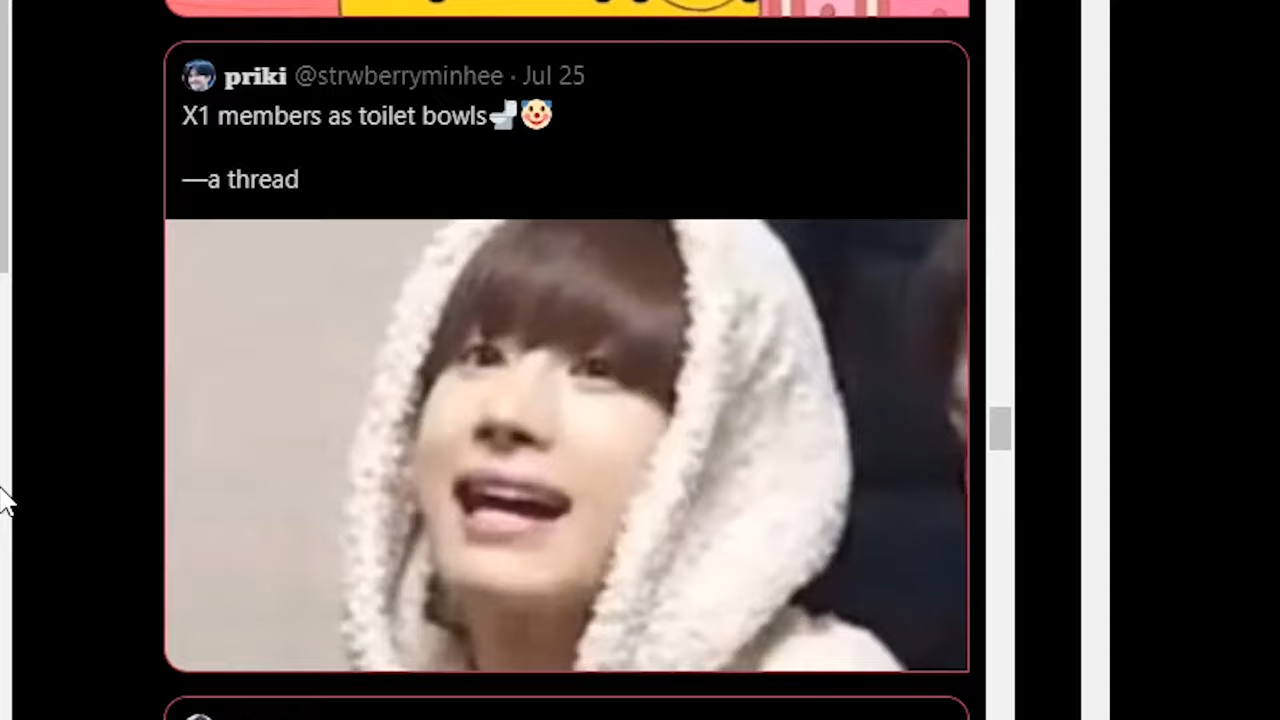 priki @strwberryminhee · Jul 25
X1 members as toilet bowls🚽🤡
—a thread